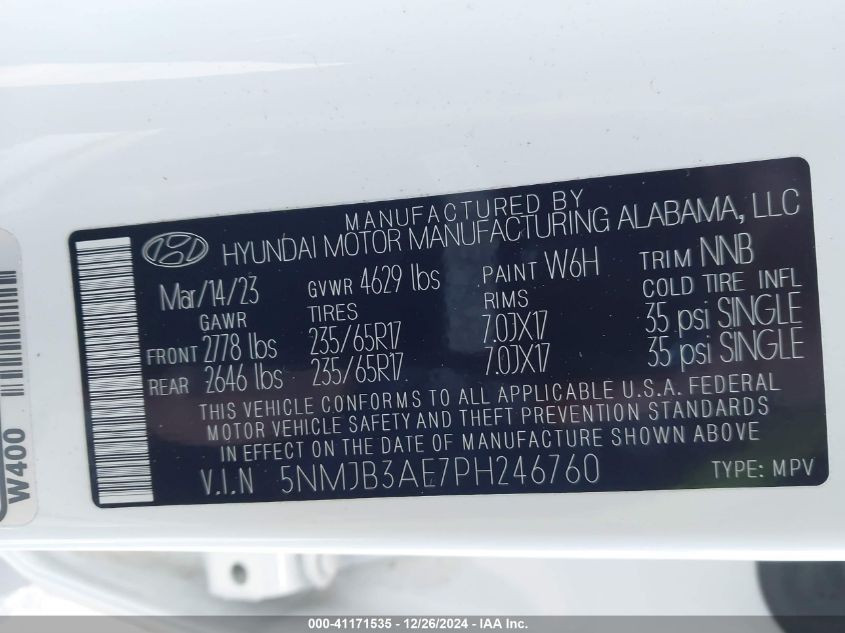 MANUFACTURED BY
HYUNDAI MOTOR MANUFACTURING ALABAMA, LLC
Mar/14/23 GVWR 4629 lbs PAINT W6H TRIM NNB
GAWR TIRES RIMS COLD TIRE INFL
FRONT 2778 lbs 235/65R17 7.0JX17 35 psi SINGLE
REAR 2646 lbs 235/65R17 7.0JX17 35 psi SINGLE
THIS VEHICLE CONFORMS TO ALL APPLICABLE U.S.A. FEDERAL
MOTOR VEHICLE SAFETY AND THEFT PREVENTION STANDARDS
IN EFFECT ON THE DATE OF MANUFACTURE SHOWN ABOVE
V.I.N 5NMJB3AE7PH246760 TYPE: MPV
W400
000-41171535 - 12/26/2024 - IAA Inc.